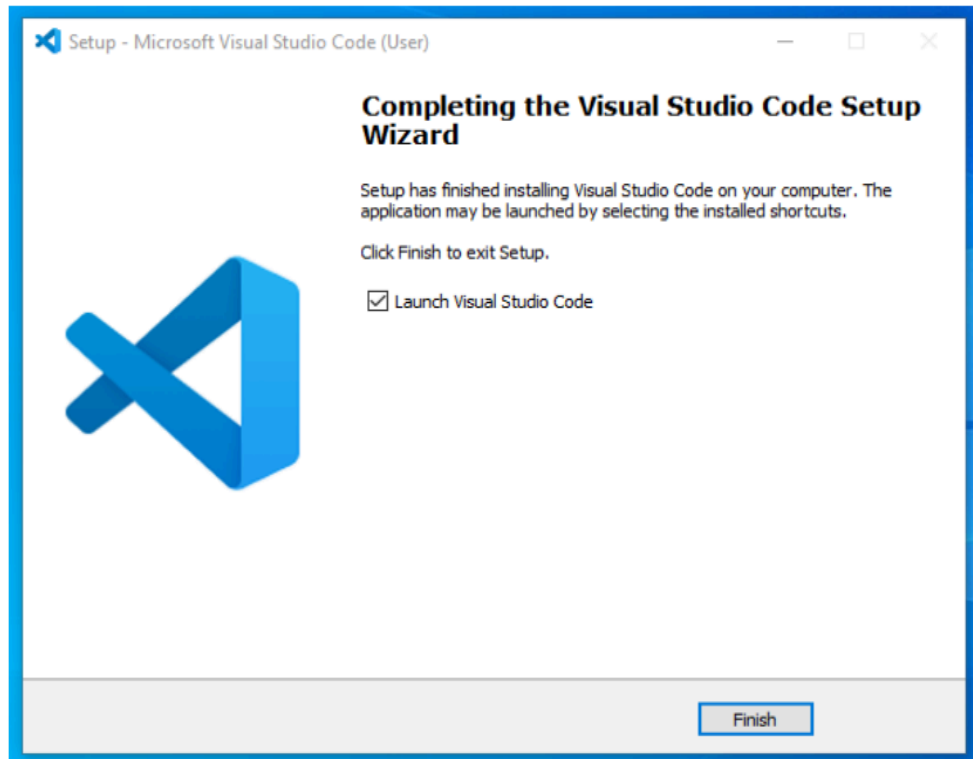 Setup - Microsoft Visual Studio Code (User)
Completing the Visual Studio Code Setup
Wizard
Setup has finished installing Visual Studio Code on your computer. The
application may be launched by selecting the installed shortcuts.
Click Finish to exit Setup.
Launch Visual Studio Code
Finish